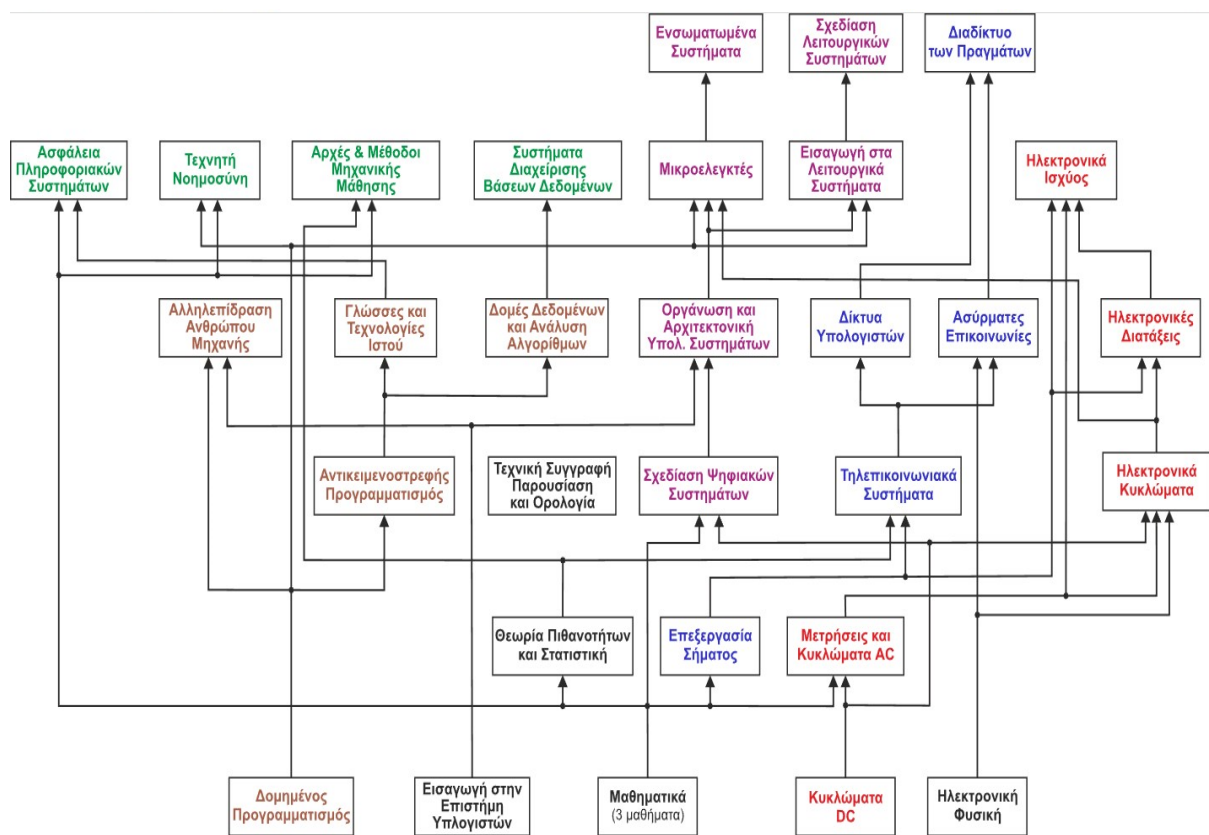 Ενσωματωμένα
Συστήματα
Σχεδίαση
Λειτουργικών
Συστημάτων
Διαδίκτυο
των Πραγμάτων
Ασφάλεια
Πληροφοριακών
Συστημάτων
Τεχνητή
Νοημοσύνη
Αρχές & Μέθοδοι
Μηχανικής
Μάθησης
Συστήματα
Διαχείρισης
Βάσεων Δεδομένων
Μικροελεγκτές
Εισαγωγή στα
Λειτουργικά
Συστήματα
Ηλεκτρονικά
Ισχύος
Αλληλεπίδραση
Ανθρώπου
Μηχανής
Γλώσσες και
Τεχνολογίες
Ιστού
Δομές Δεδομένων
και Ανάλυση
Αλγορίθμων
Οργάνωση και
Αρχιτεκτονική
Υπολ. Συστημάτων
Δίκτυα
Υπολογιστών
Ασύρματες
Επικοινωνίες
Ηλεκτρονικές
Διατάξεις
Αντικειμενοστρεφής
Προγραμματισμός
Τεχνική Συγγραφή
Παρουσίαση
και Ορολογία
Σχεδίαση Ψηφιακών
Συστημάτων
Τηλεπικοινωνιακά
Συστήματα
Ηλεκτρονικά
Κυκλώματα
Θεωρία Πιθανοτήτων
και Στατιστική
Επεξεργασία
Σήματος
Μετρήσεις και
Κυκλώματα AC
Δομημένος
Προγραμματισμός
Εισαγωγή στην
Επιστήμη
Υπλογιστών
Μαθηματικά
(3 μαθήματα)
Κυκλώματα
DC
Ηλεκτρονική
Φυσική